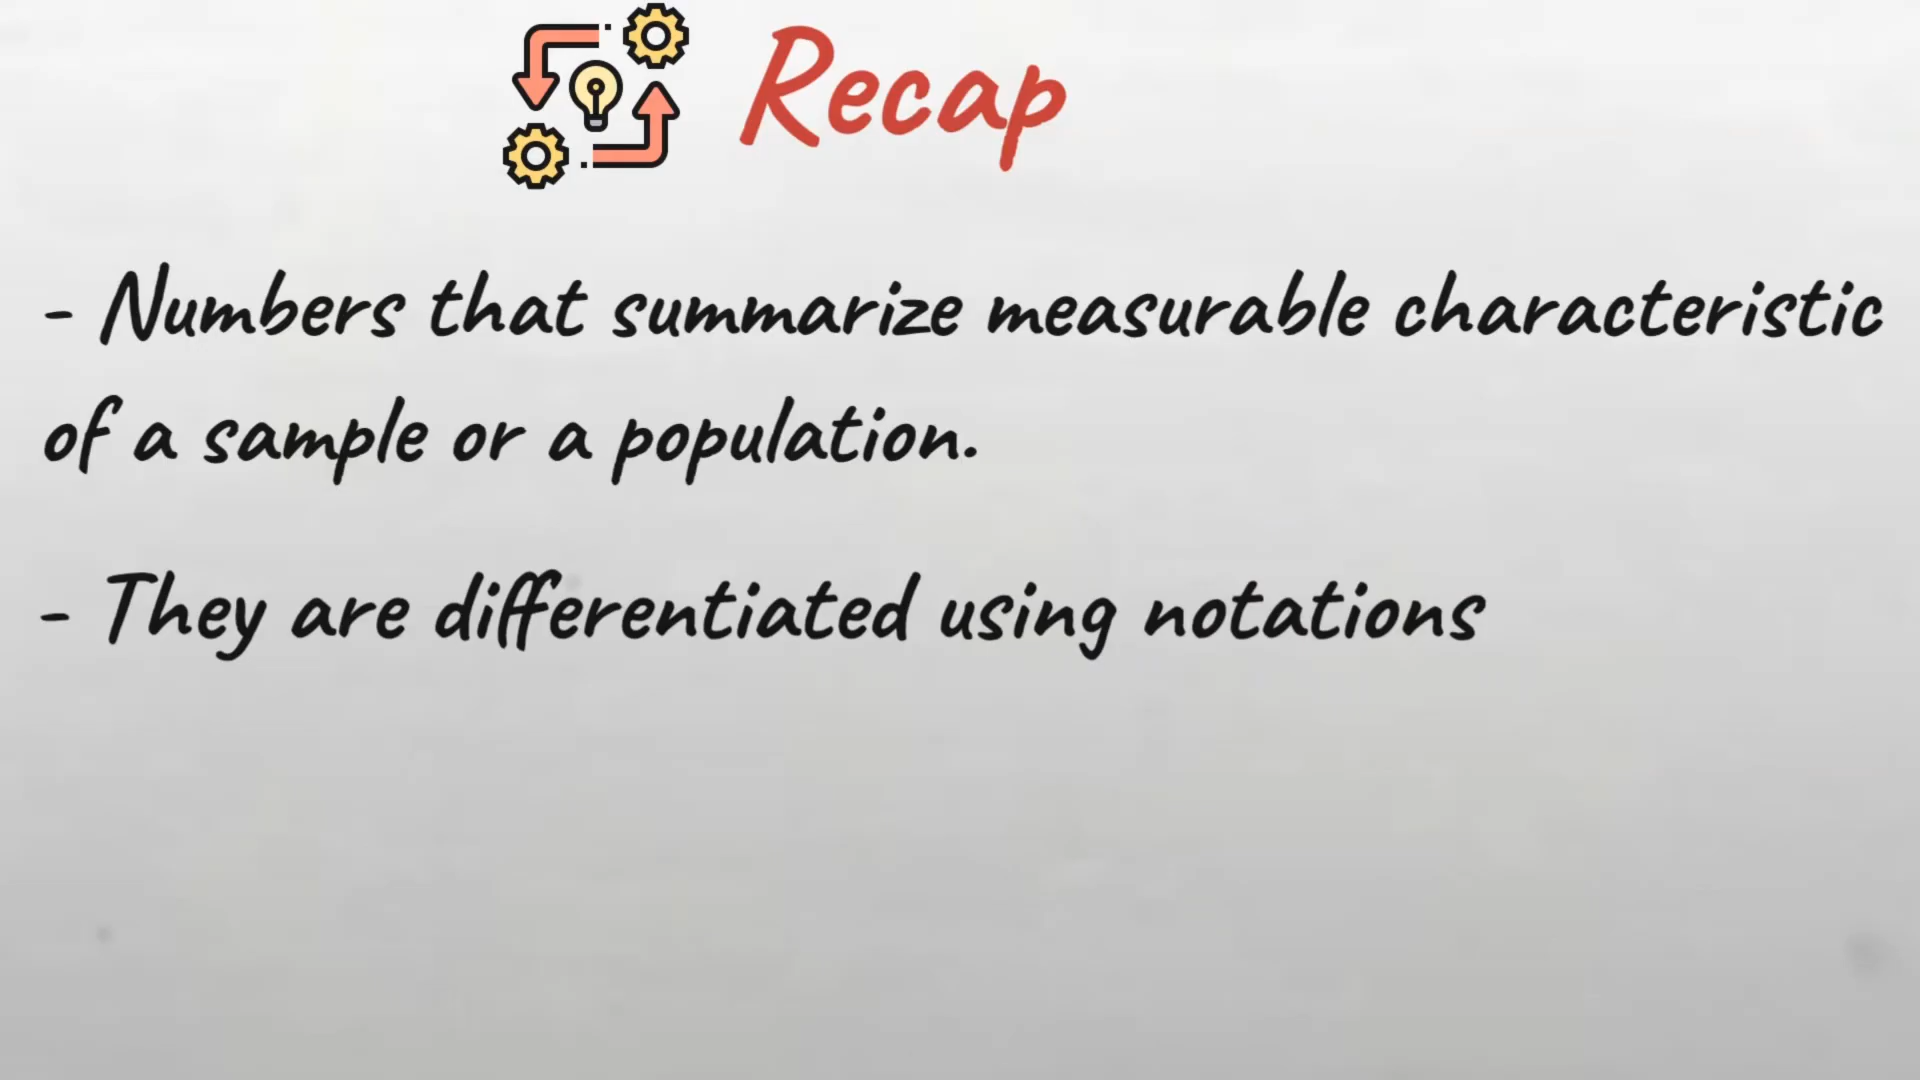 Recap
- Numbers that summarize measurable characteristic
of a sample or a population.
- They are differentiated using notations